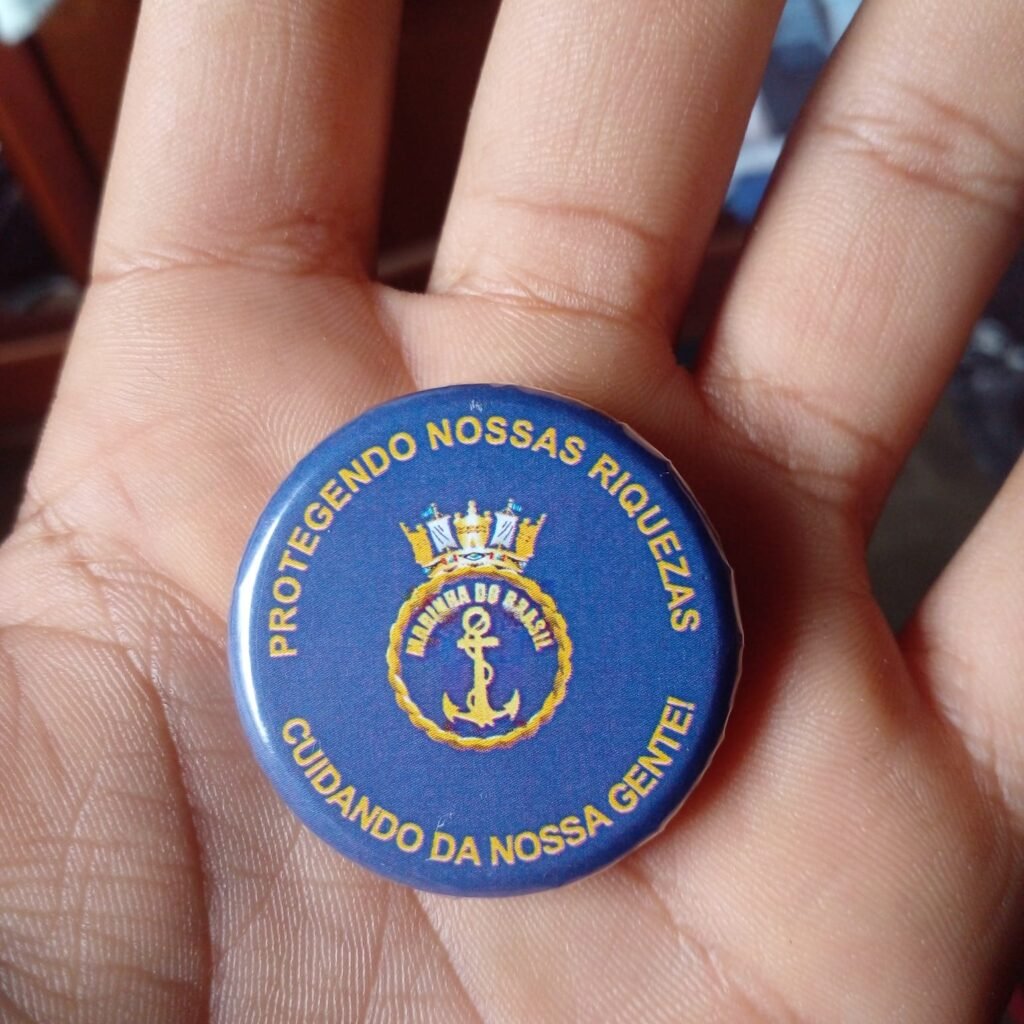 PROTEGENDO NOSSAS RIQUEZAS
MARINHA DO BRASIL
CUIDANDO DA NOSSA GENTE!